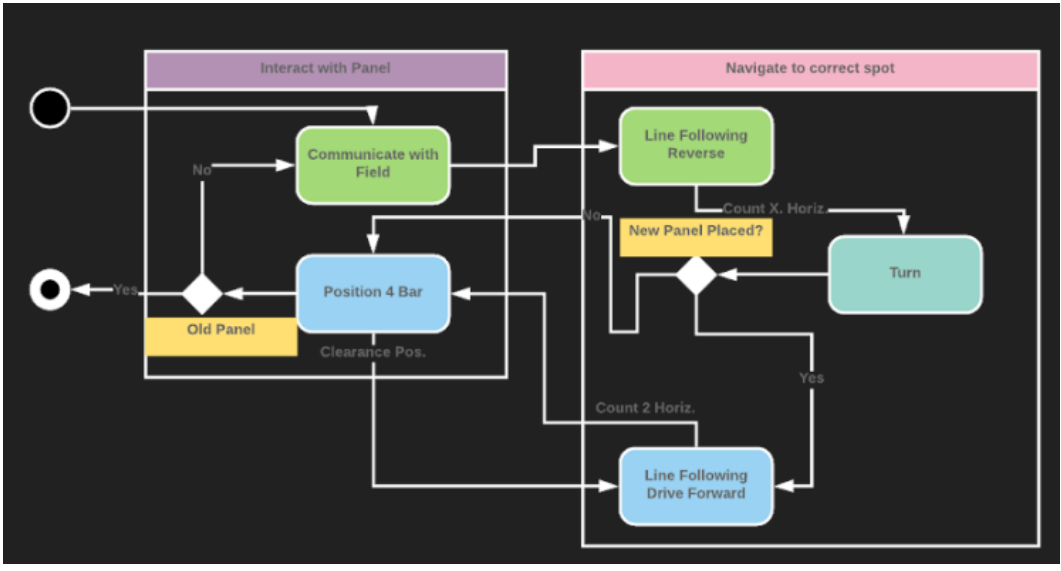 Interact with Panel
Navigate to correct spot
Communicate with
Field
Line Following
Reverse
No
Count X. Horiz.
No
New Panel Placed?
Turn
Position 4 Bar
Yes
Old Panel
Clearance Pos.
Yes
Count 2 Horiz.
Line Following
Drive Forward